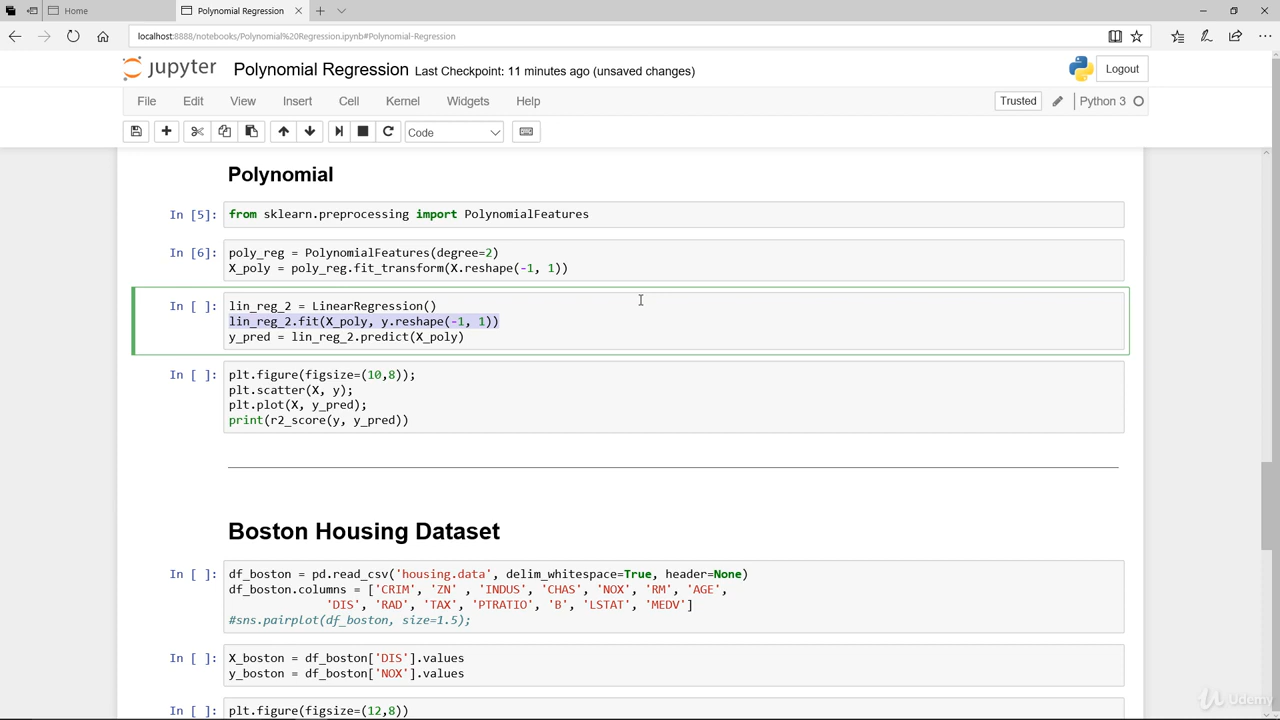 Home
Polynomial Regression
localhost:8888/notebooks/Polynomial%20Regression.ipynb#Polynomial-Regression
jupyter Polynomial Regression Last Checkpoint: 11 minutes ago (unsaved changes) Logout
File Edit View Insert Cell Kernel Widgets Help Trusted Python 3
Code
Polynomial
In [5]: from sklearn.preprocessing import PolynomialFeatures
In [6]: poly_reg = PolynomialFeatures(degree=2)
X_poly = poly_reg.fit_transform(X.reshape(-1, 1))
In [ ]: lin_reg_2 = LinearRegression()
lin_reg_2.fit(X_poly, y.reshape(-1, 1))
y_pred = lin_reg_2.predict(X_poly)
In [ ]: plt.figure(figsize=(10,8));
plt.scatter(X, y);
plt.plot(X, y_pred);
print(r2_score(y, y_pred))
Boston Housing Dataset
In [ ]: df_boston = pd.read_csv('housing.data', delim_whitespace=True, header=None)
df_boston.columns = ['CRIM', 'ZN' , 'INDUS', 'CHAS', 'NOX', 'RM', 'AGE',
'DIS', 'RAD', 'TAX', 'PTRATIO', 'B', 'LSTAT', 'MEDV']
#sns.pairplot(df_boston, size=1.5);
In [ ]: X_boston = df_boston['DIS'].values
y_boston = df_boston['NOX'].values
In [ ]: plt.figure(figsize=(12,8))
Udemy